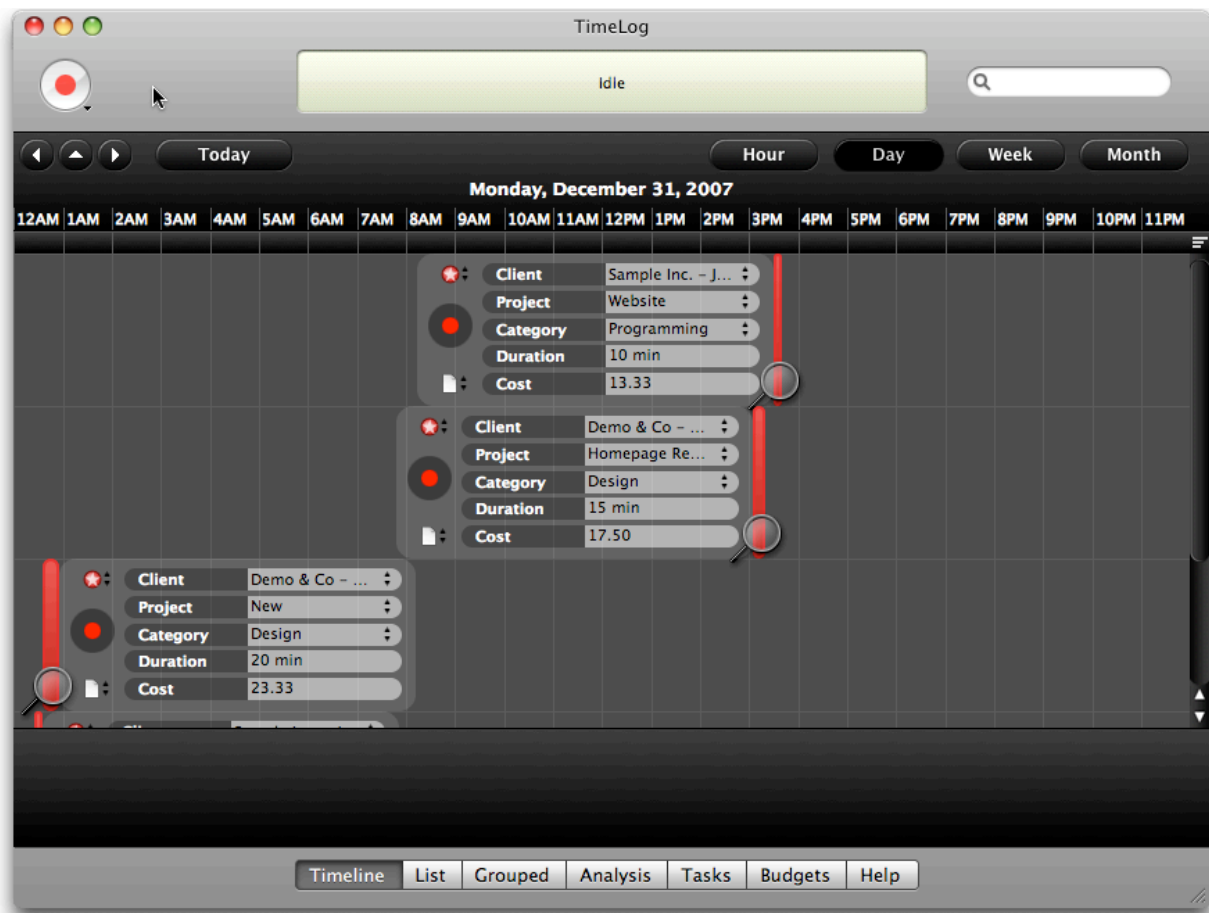 TimeLog
Idle
Today Hour Day Week Month
Monday, December 31, 2007
12AM 1AM 2AM 3AM 4AM 5AM 6AM 7AM 8AM 9AM 10AM 11AM 12PM 1PM 2PM 3PM 4PM 5PM 6PM 7PM 8PM 9PM 10PM 11PM
Client Sample Inc. – J...
Project Website
Category Programming
Duration 10 min
Cost 13.33
Client Demo & Co – ...
Project Homepage Re...
Category Design
Duration 15 min
Cost 17.50
Client Demo & Co – ...
Project New
Category Design
Duration 20 min
Cost 23.33
Timeline List Grouped Analysis Tasks Budgets Help